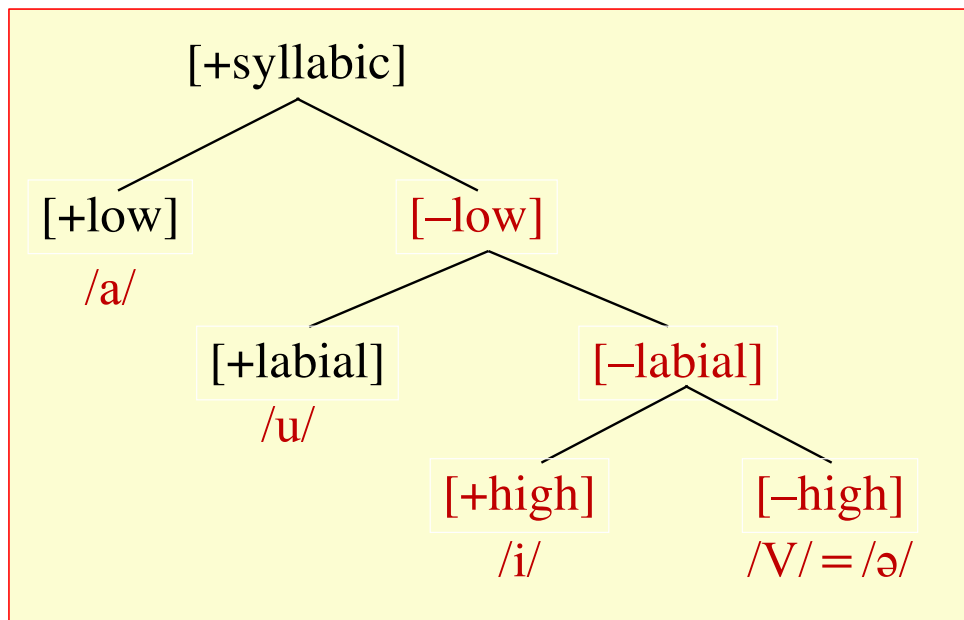 [+syllabic]
[+low] [–low]
/a/
[+labial] [–labial]
/u/
[+high] [–high]
/i/ /V/ = /ə/